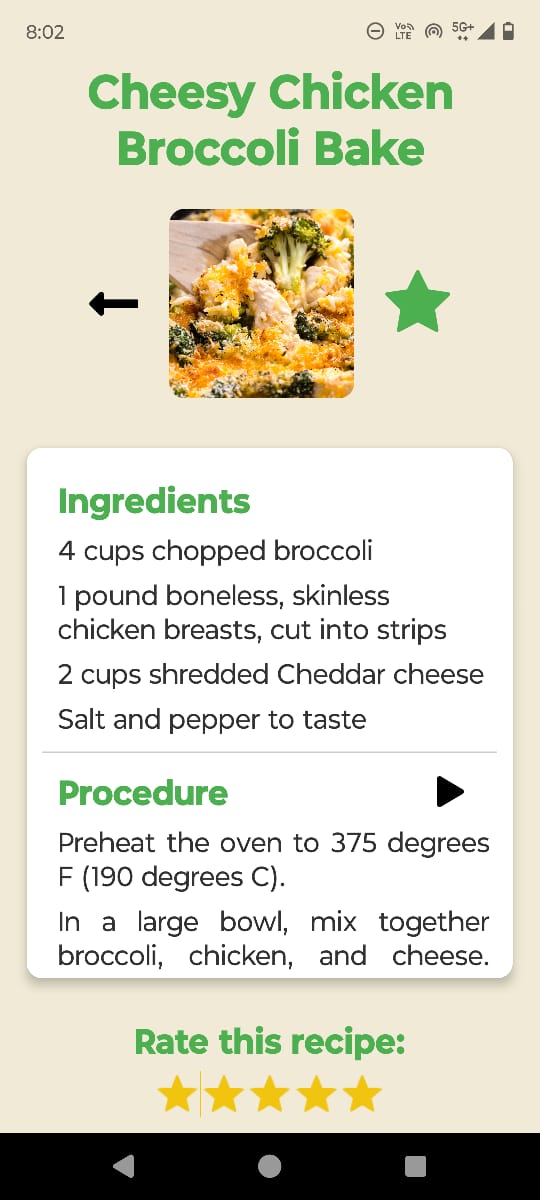 8:02
Vo))
LTE
5G+
Cheesy Chicken
Broccoli Bake
Ingredients
4 cups chopped broccoli
1 pound boneless, skinless
chicken breasts, cut into strips
2 cups shredded Cheddar cheese
Salt and pepper to taste
Procedure
Preheat the oven to 375 degrees
F (190 degrees C).
In a large bowl, mix together
broccoli, chicken, and cheese.
Rate this recipe: